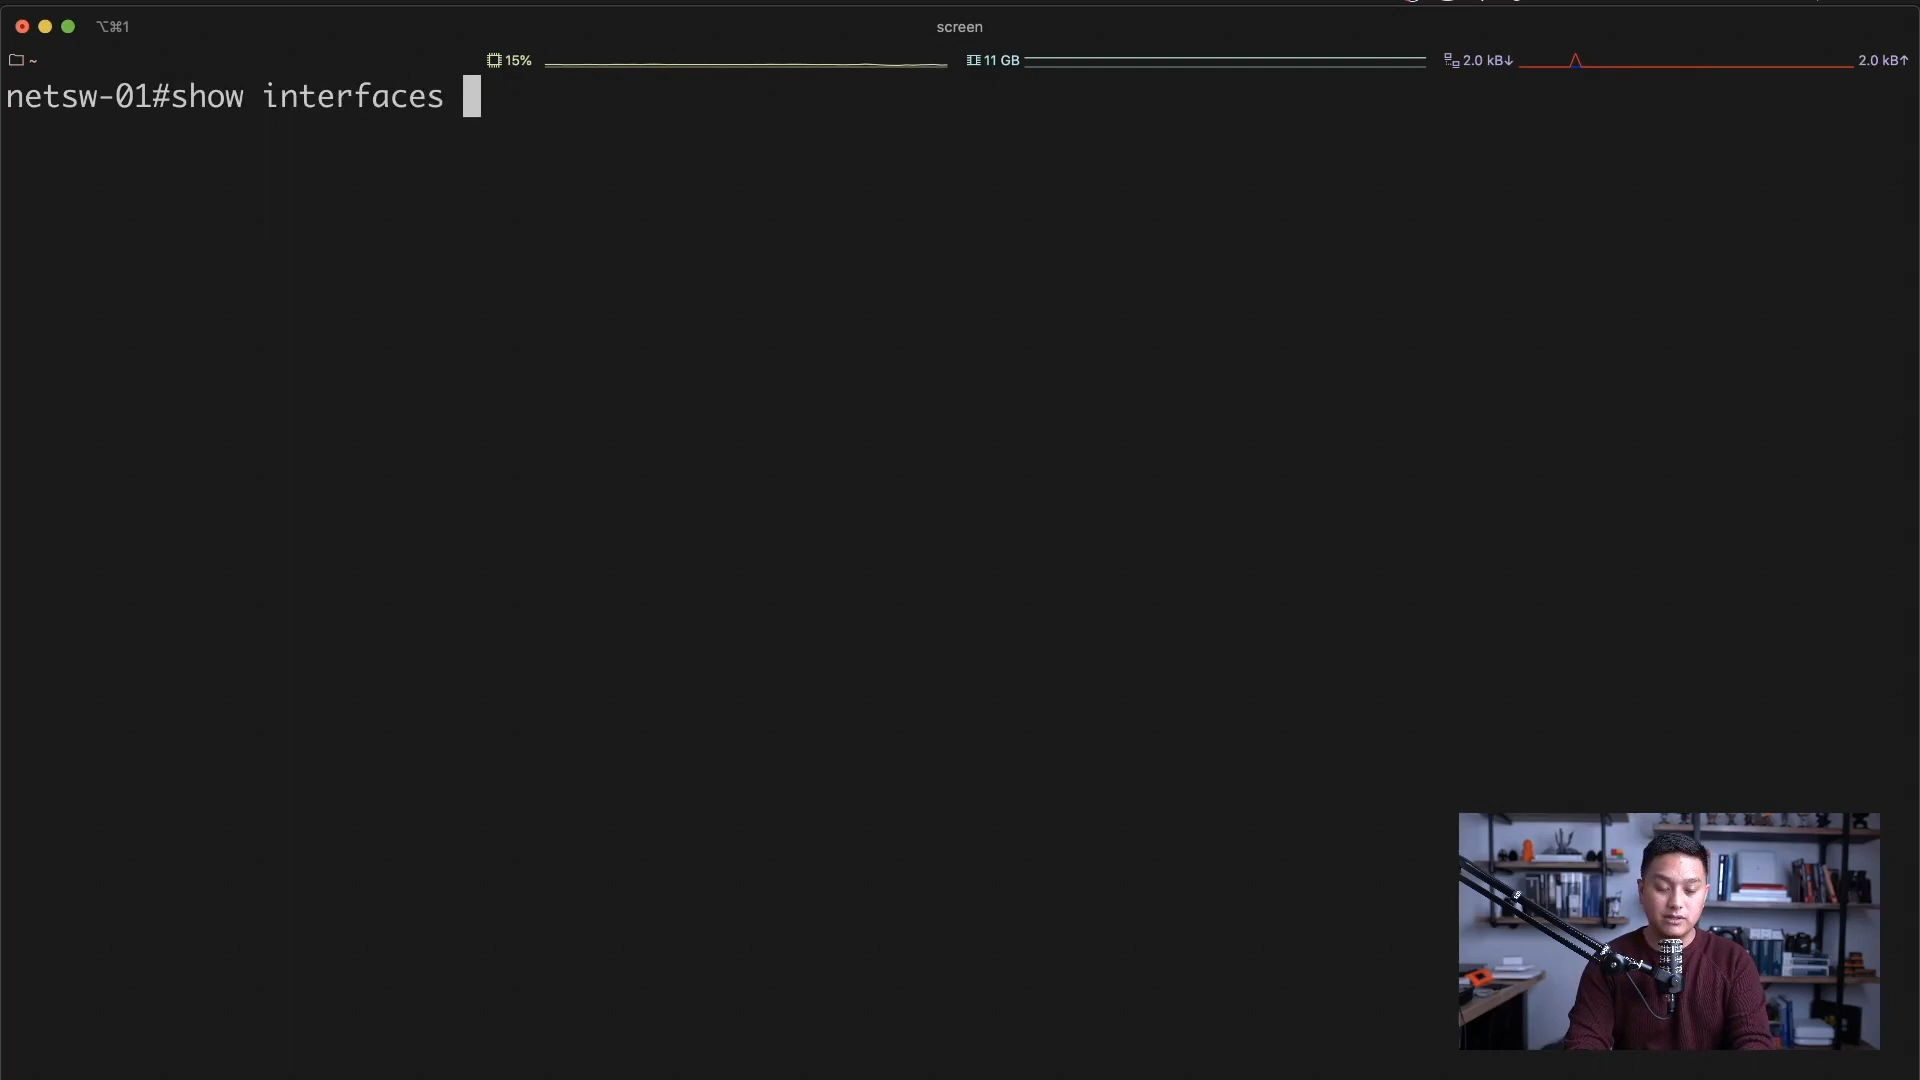 ⌥⌘1
screen
~
15%
11 GB
2.0 kB↓
2.0 kB↑
netsw-01#show interfaces